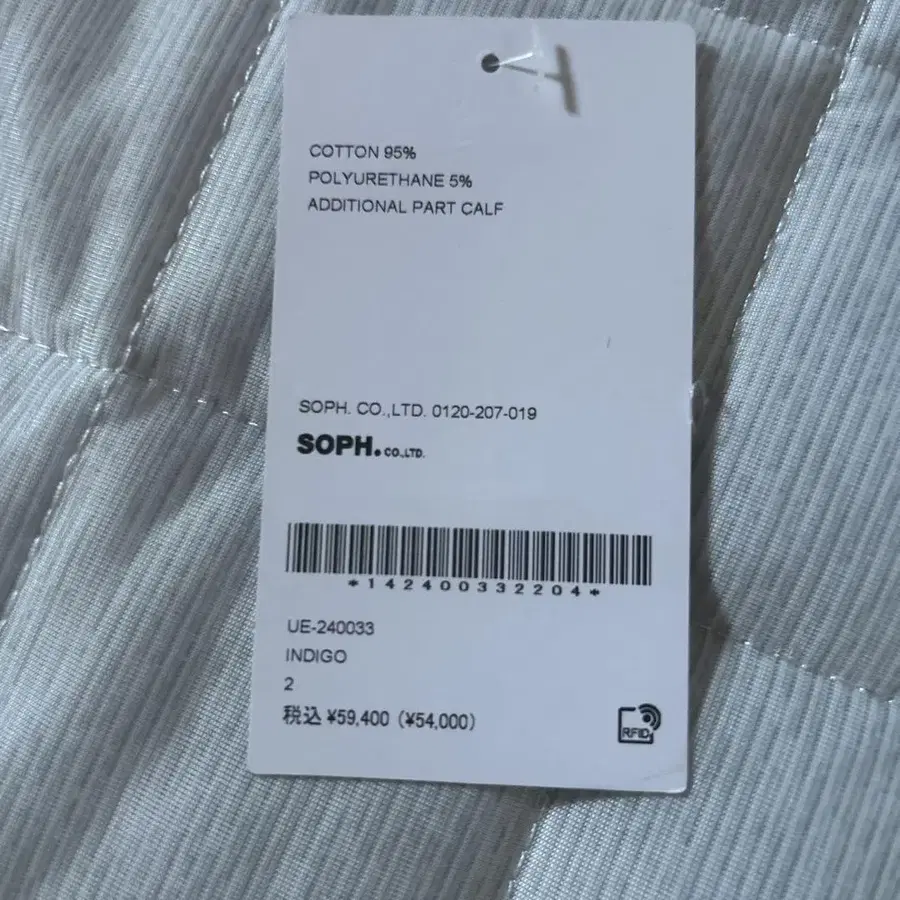 COTTON 95%
POLYURETHANE 5%
ADDITIONAL PART CALF
SOPH. CO.,LTD. 0120-207-019
SOPH. CO.,LTD.
*142400332204*
UE-240033
INDIGO
2
税込 ¥59,400 (¥54,000)
RFID